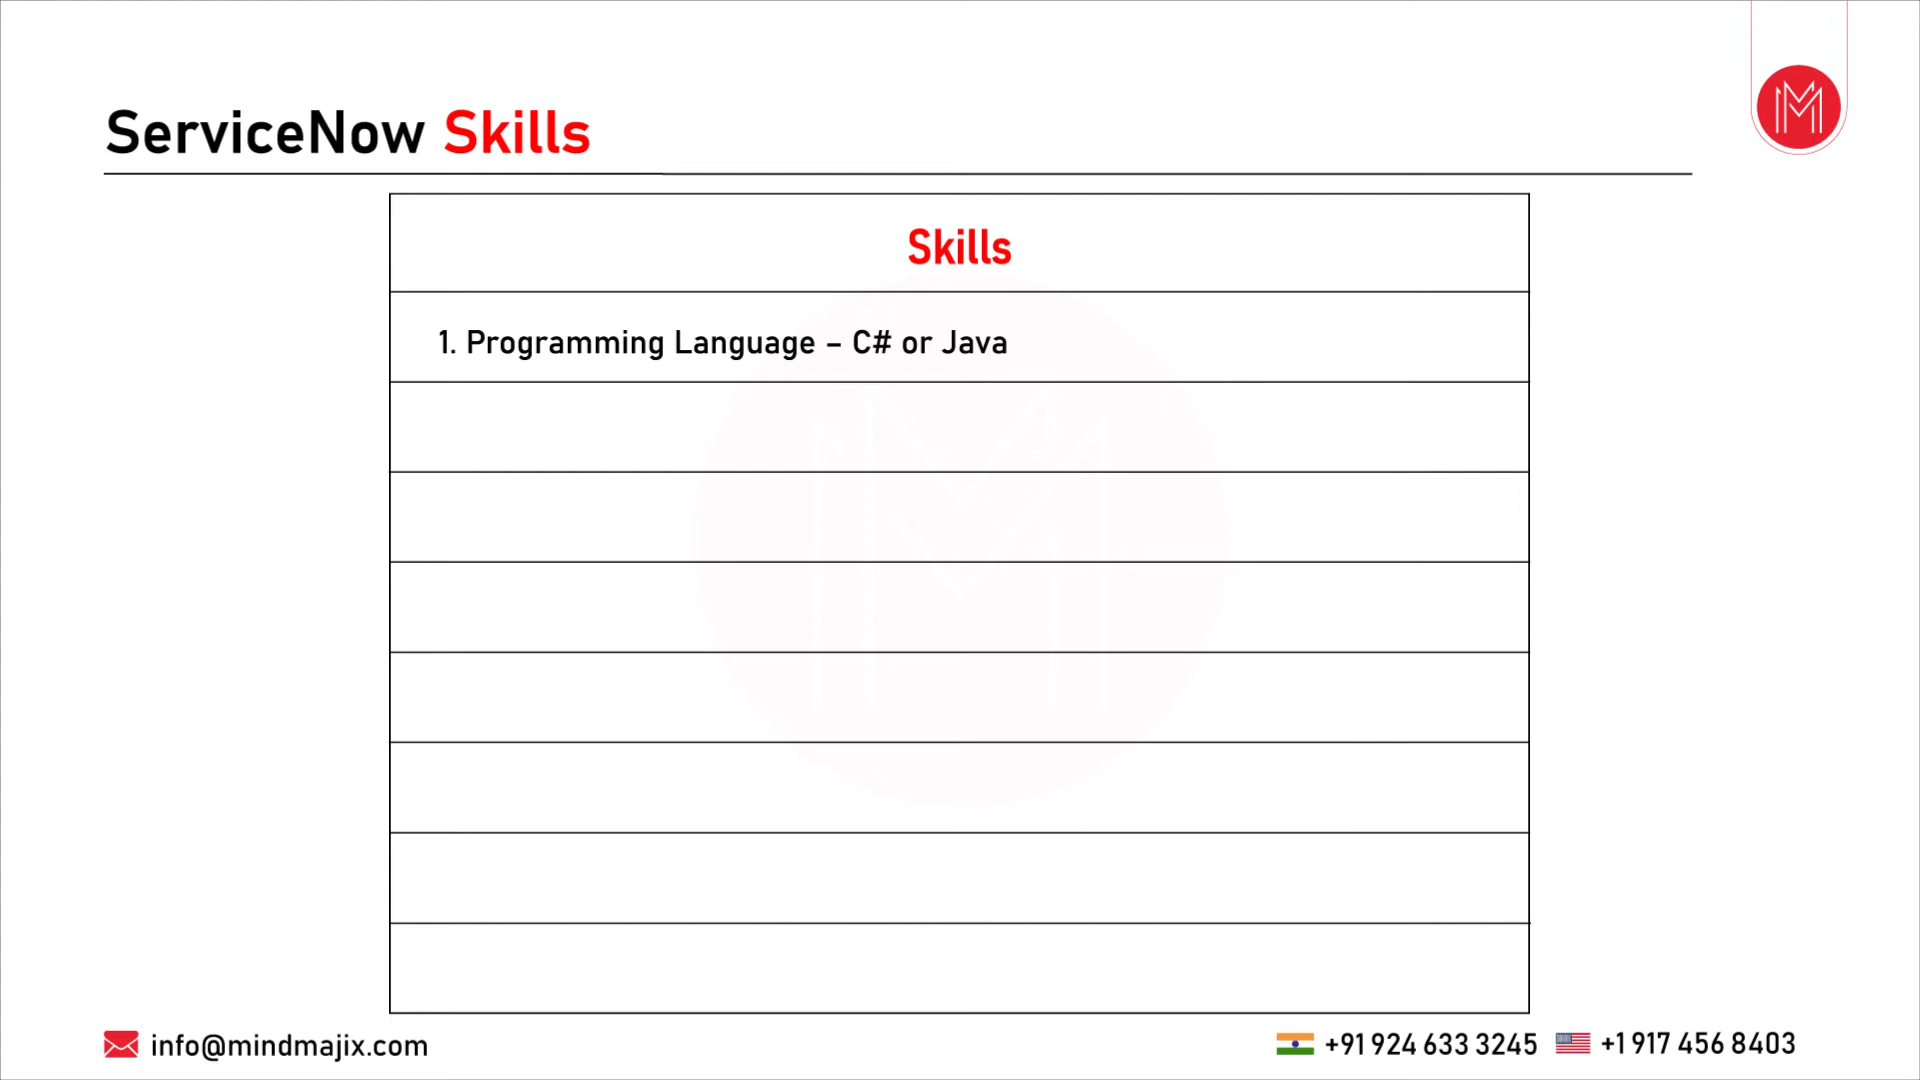 ServiceNow Skills
Skills
1. Programming Language – C# or Java
info@mindmajix.com
+91 924 633 3245
+1 917 456 8403